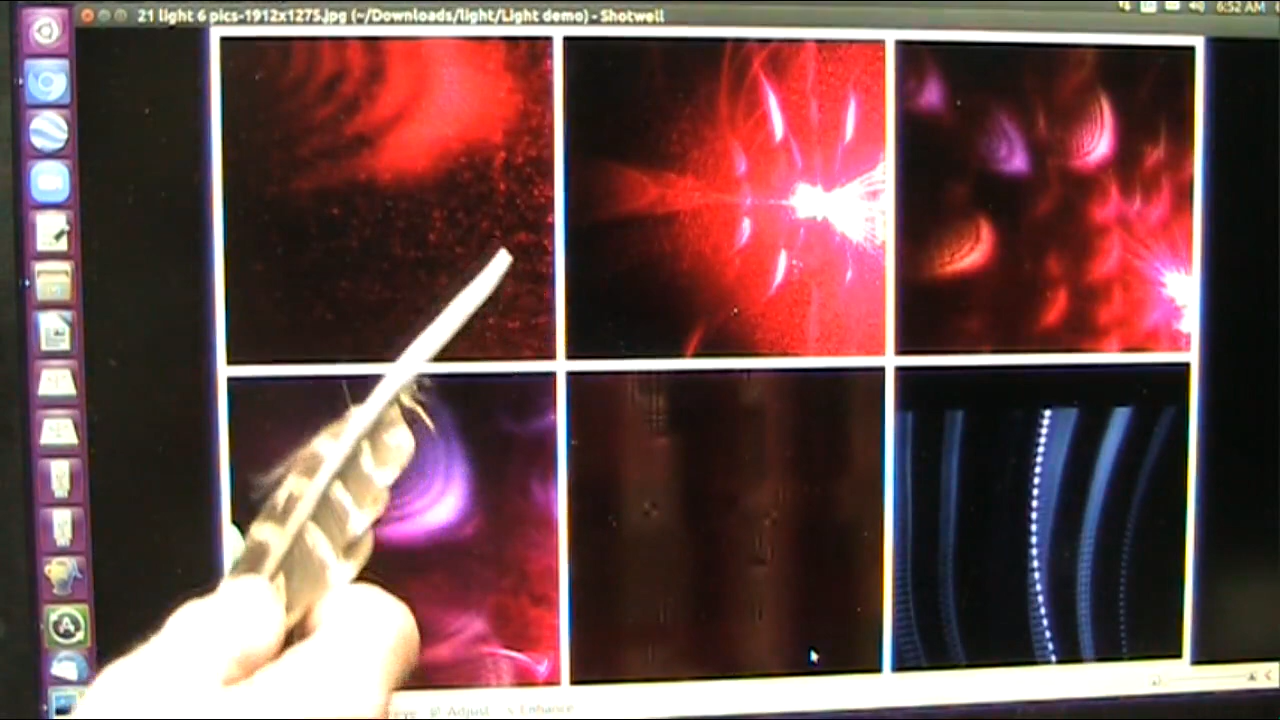 21 light 6 pics-1912x1275.jpg (~/Downloads/light/Light demo) - Shotwell
6:52 AM
Adjust
Enhance